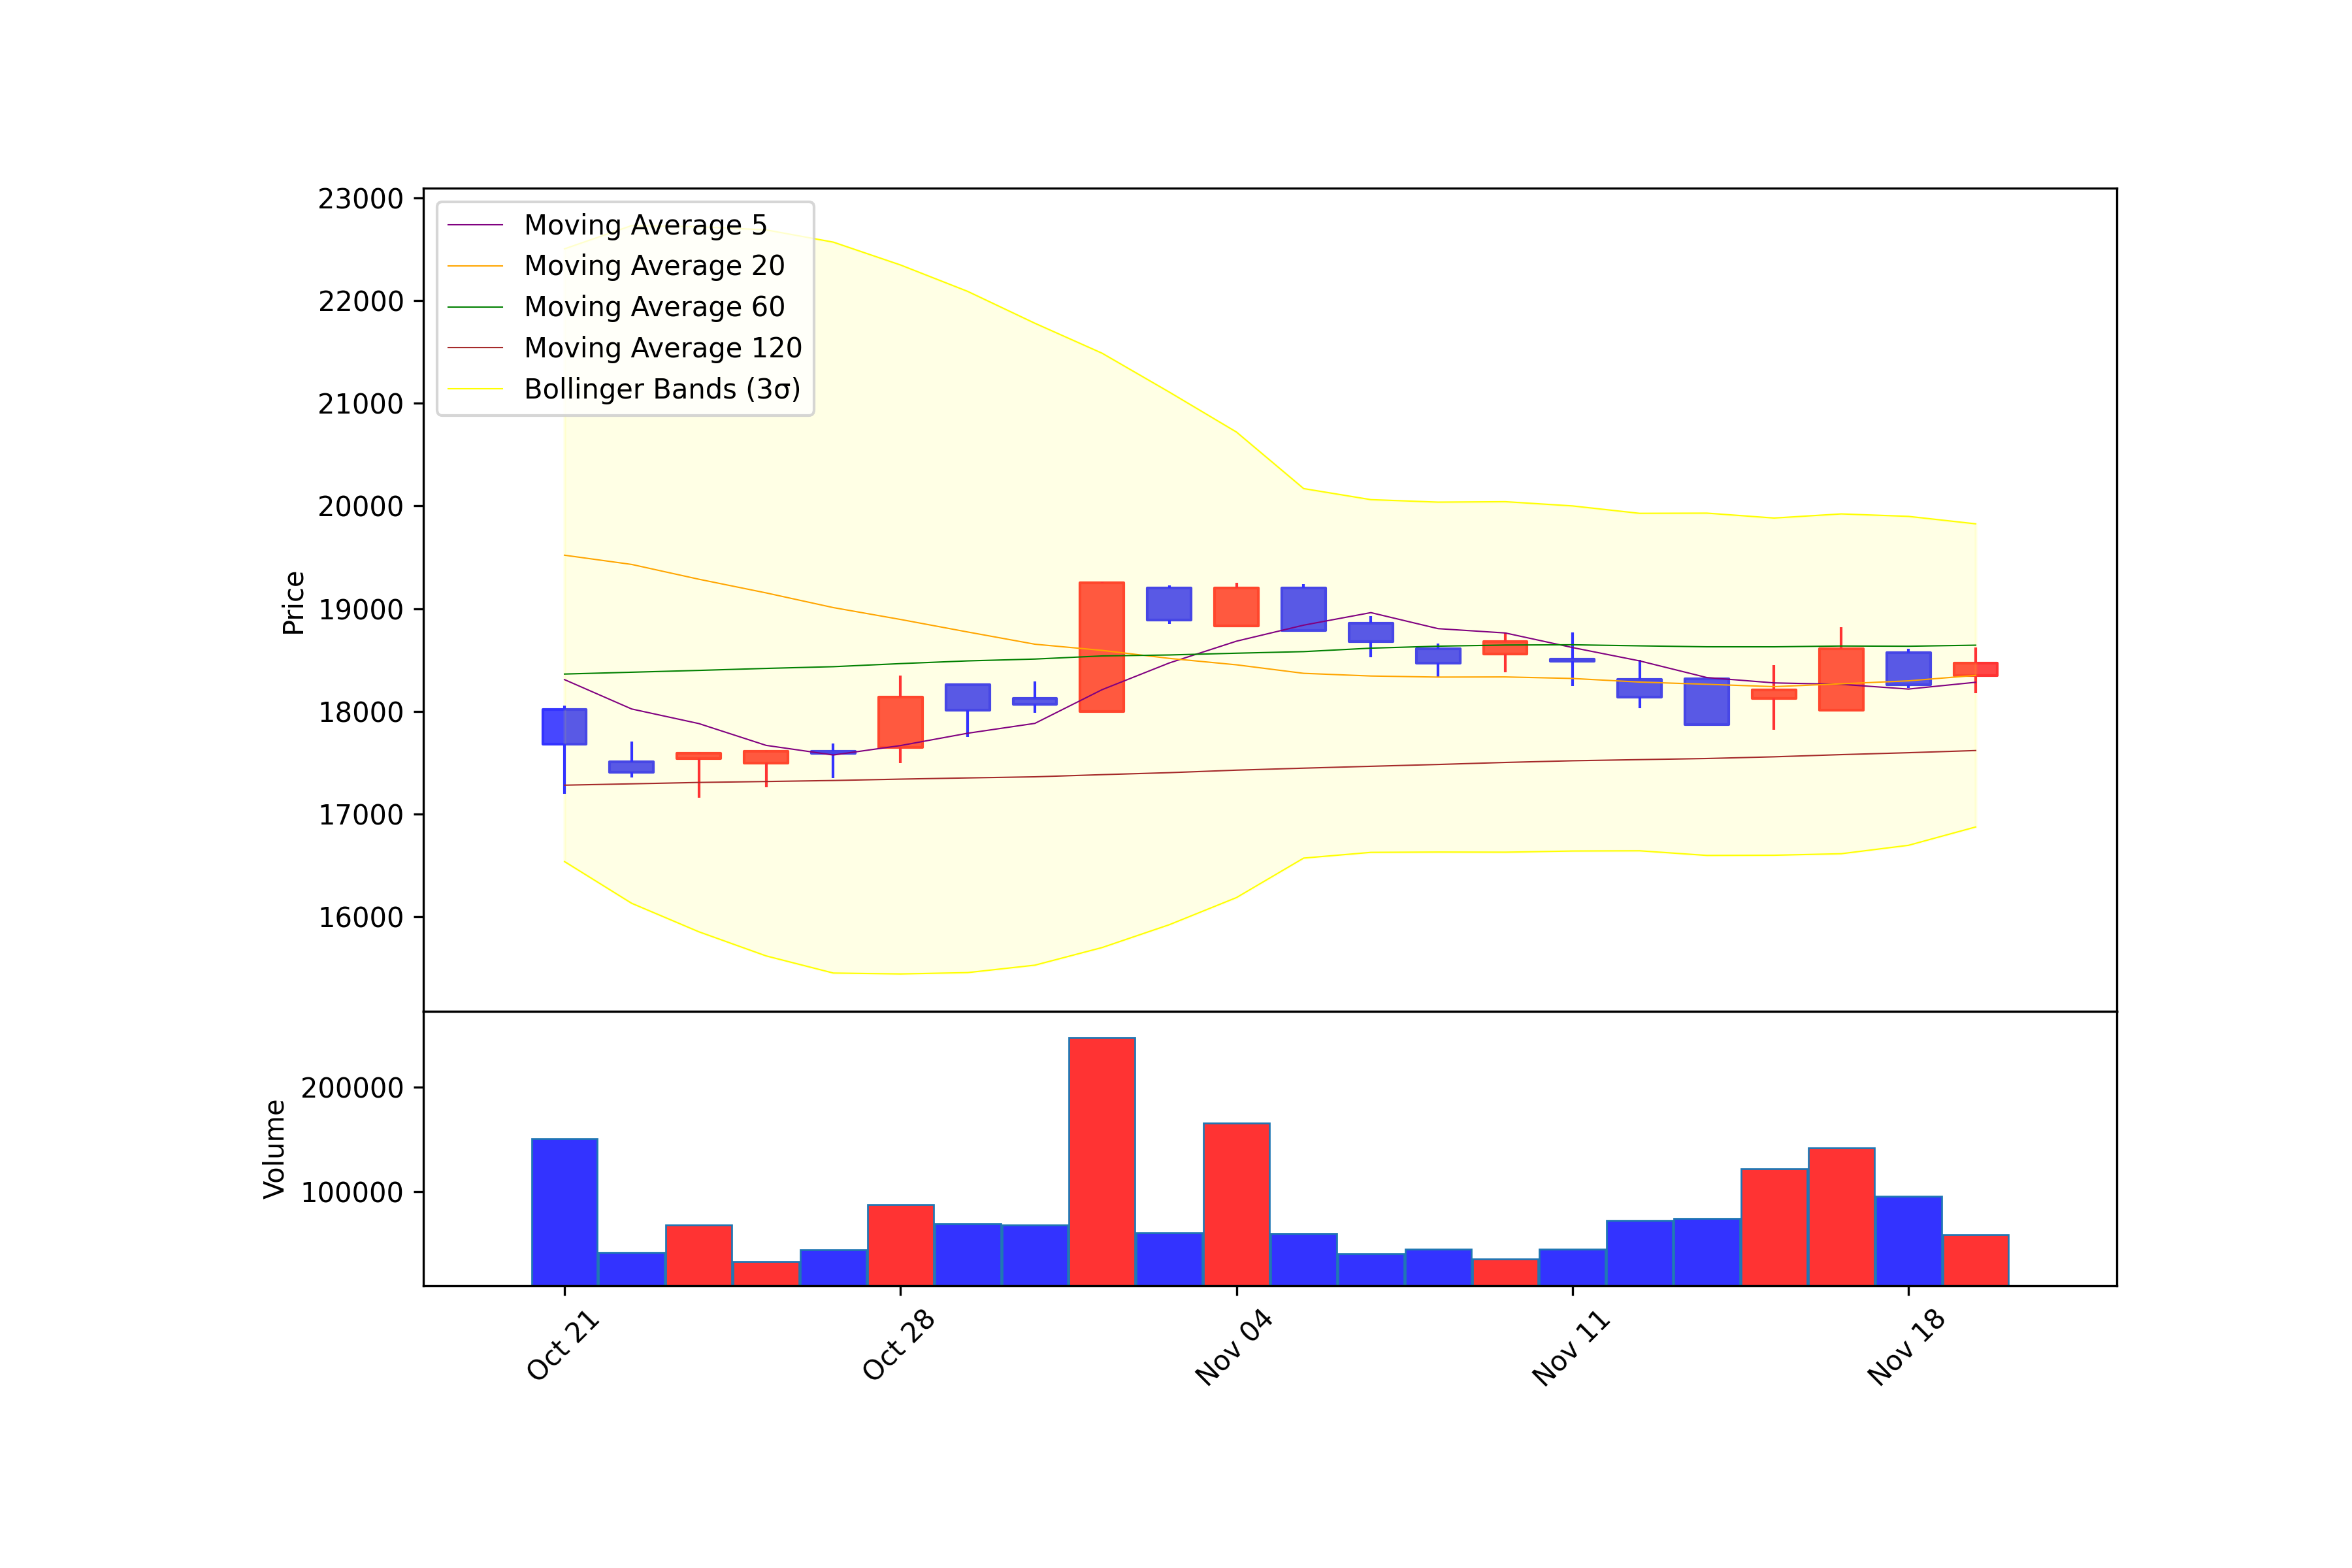 23000
22000
21000
20000
19000
18000
17000
16000
Price
Moving Average 5
Moving Average 20
Moving Average 60
Moving Average 120
Bollinger Bands (3σ)
200000
100000
Volume
Oct 21
Oct 28
Nov 04
Nov 11
Nov 18